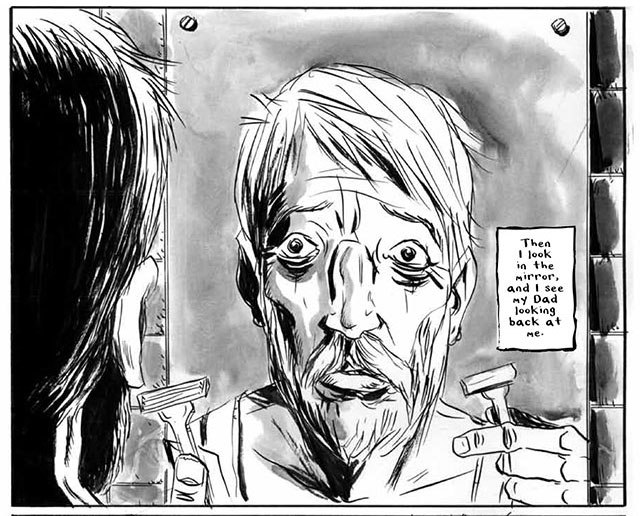 Then
I look
in the
mirror,
and I see
my Dad
looking
back at
me.